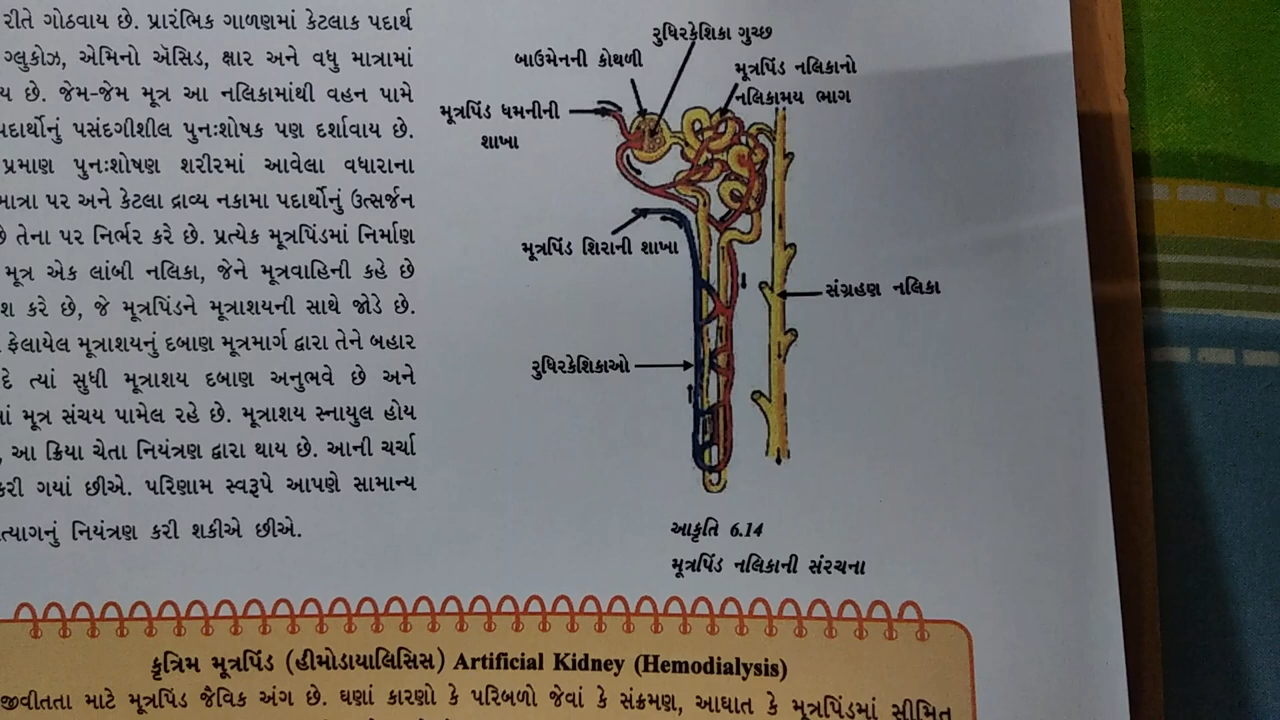 રીતે ગોઠવાય છે. પ્રારંભિક ગાળણમાં કેટલાક પદાર્થ
ગ્લુકોઝ, એમિનો ઍસિડ, ક્ષાર અને વધુ માત્રામાં
ય છે. જેમ-જેમ મૂત્ર આ નલિકામાંથી વહન પામે
પદાર્થોનું પસંદગીશીલ પુનઃશોષક પણ દર્શાવાય છે.
પ્રમાણ પુનઃશોષણ શરીરમાં આવેલા વધારાના
માત્રા પર અને કેટલા દ્રાવ્ય નકામા પદાર્થોનું ઉત્સર્જન
છે તેના પર નિર્ભર કરે છે. પ્રત્યેક મૂત્રપિંડમાં નિર્માણ
મૂત્ર એક લાંબી નલિકા, જેને મૂત્રવાહિની કહે છે
શ કરે છે, જે મૂત્રપિંડને મૂત્રાશયની સાથે જોડે છે.
ફેલાયેલ મૂત્રાશયનું દબાણ મૂત્રમાર્ગ દ્વારા તેને બહાર
દે ત્યાં સુધી મૂત્રાશય દબાણ અનુભવે છે અને
માં મૂત્ર સંચય પામેલ રહે છે. મૂત્રાશય સ્નાયુલ હોય
, આ ક્રિયા ચેતા નિયંત્રણ દ્વારા થાય છે. આની ચર્ચા
કરી ગયાં છીએ. પરિણામ સ્વરૂપે આપણે સામાન્ય
ત્યાગનું નિયંત્રણ કરી શકીએ છીએ.
રુધિરકેશિકા ગુચ્છ
બાઉમેનની કોથળી
મૂત્રપિંડ નલિકાનો
નલિકામય ભાગ
મૂત્રપિંડ ધમનીની
શાખા
મૂત્રપિંડ શિરાની શાખા
સંગ્રહણ નલિકા
રુધિરકેશિકાઓ
આકૃતિ 6.14
મૂત્રપિંડ નલિકાની સંરચના
કૃત્રિમ મૂત્રપિંડ (હીમોડાયાલિસિસ) Artificial Kidney (Hemodialysis)
જીવીતતા માટે મૂત્રપિંડ જૈવિક અંગ છે. ઘણાં કારણો કે પરિબળો જેવાં કે સંક્રમણ, આઘાત કે મૂત્રપિંડમાં સીમિત